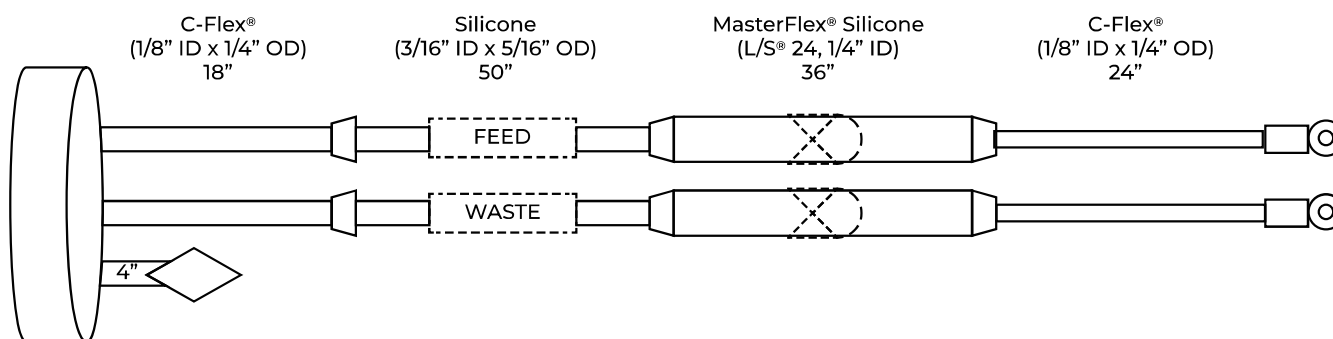 C-Flex®
(1/8” ID x 1/4” OD)
18”
Silicone
(3/16” ID x 5/16” OD)
50”
MasterFlex® Silicone
(L/S® 24, 1/4” ID)
36”
C-Flex®
(1/8” ID x 1/4” OD)
24”
FEED
WASTE
4”